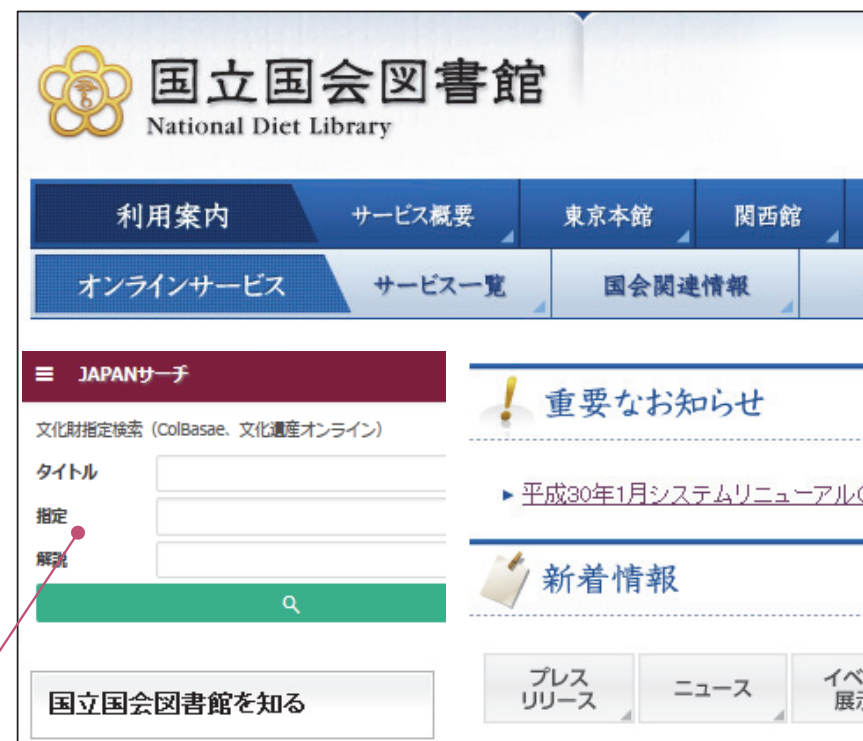 国立国会図書館
National Diet Library
利用案内 サービス概要 東京本館 関西館
オンラインサービス サービス一覧 国会関連情報
JAPANサーチ
文化財指定検索（ColBasae、文化遺産オンライン）
タイトル
指定
解説
国立国会図書館を知る
重要なお知らせ
平成30年1月システムリニューアル
新着情報
プレス
リリース
ニュース
イベ
展示